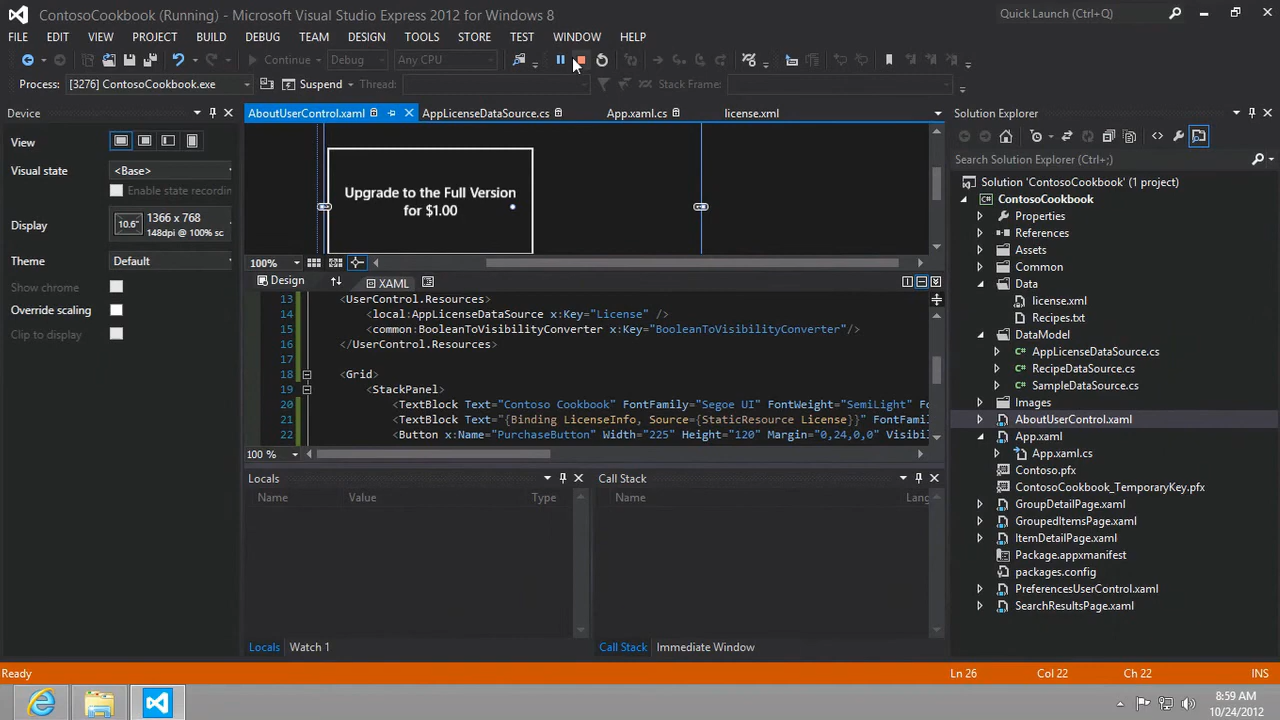 ContosoCookbook (Running) - Microsoft Visual Studio Express 2012 for Windows 8
Quick Launch (Ctrl+Q)
FILE EDIT VIEW PROJECT BUILD DEBUG TEAM DESIGN TOOLS STORE TEST WINDOW HELP
Continue Debug Any CPU
Process: [3276] ContosoCookbook.exe Suspend Thread: Stack Frame:
Device
View
Visual state <Base>
Enable state recordin
Display 1366 x 768
10.6" 148dpi @ 100% sc
Theme Default
Show chrome
Override scaling
Clip to display
AboutUserControl.xaml AppLicenseDataSource.cs App.xaml.cs license.xml
Upgrade to the Full Version
for $1.00
100%
Design XAML
13 <UserControl.Resources>
14 <local:AppLicenseDataSource x:Key="License" />
15 <common:BooleanToVisibilityConverter x:Key="BooleanToVisibilityConverter"/>
16 </UserControl.Resources>
17
18 <Grid>
19 <StackPanel>
20 <TextBlock Text="Contoso Cookbook" FontFamily="Segoe UI" FontWeight="SemiLight" F
21 <TextBlock Text="{Binding LicenseInfo, Source={StaticResource License}}" FontFami
22 <Button x:Name="PurchaseButton" Width="225" Height="120" Margin="0,24,0,0" Visibi
100 %
Locals
Name Value Type
Locals Watch 1
Call Stack
Name Lang
Call Stack Immediate Window
Solution Explorer
Search Solution Explorer (Ctrl+;)
Solution 'ContosoCookbook' (1 project)
ContosoCookbook
Properties
References
Assets
Common
Data
license.xml
Recipes.txt
DataModel
AppLicenseDataSource.cs
RecipeDataSource.cs
SampleDataSource.cs
Images
AboutUserControl.xaml
App.xaml
App.xaml.cs
Contoso.pfx
ContosoCookbook_TemporaryKey.pfx
GroupDetailPage.xaml
GroupedItemsPage.xaml
ItemDetailPage.xaml
Package.appxmanifest
packages.config
PreferencesUserControl.xaml
SearchResultsPage.xaml
Ready Ln 26 Col 22 Ch 22 INS
8:59 AM
10/24/2012